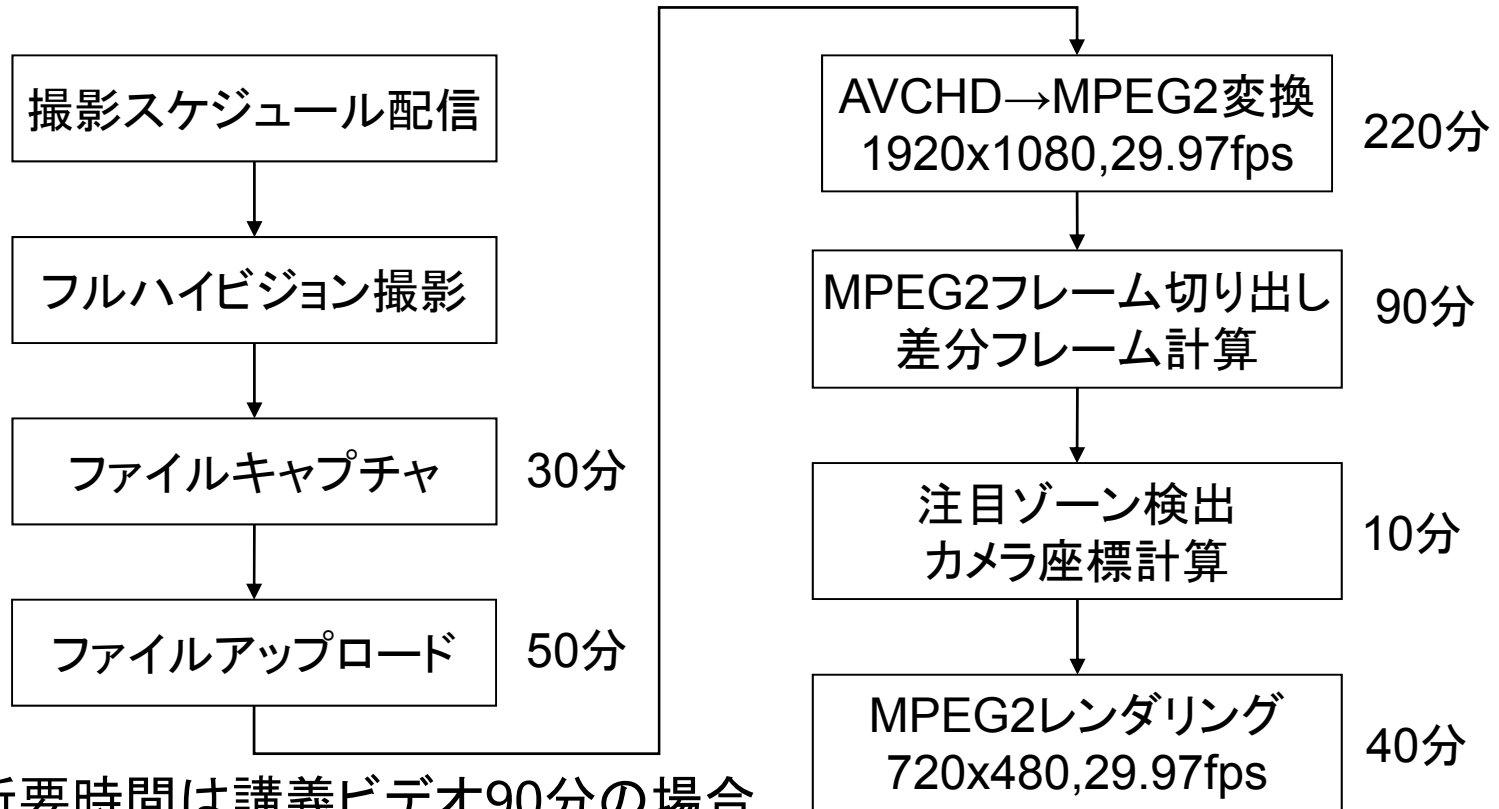 撮影スケジュール配信
フルハイビジョン撮影
ファイルキャプチャ
30分
ファイルアップロード
50分
AVCHD→MPEG2変換
1920x1080,29.97fps
220分
MPEG2フレーム切り出し
差分フレーム計算
90分
注目ゾーン検出
カメラ座標計算
10分
MPEG2レンダリング
720x480,29.97fps
40分
所要時間は講義ビデオ90分の場合